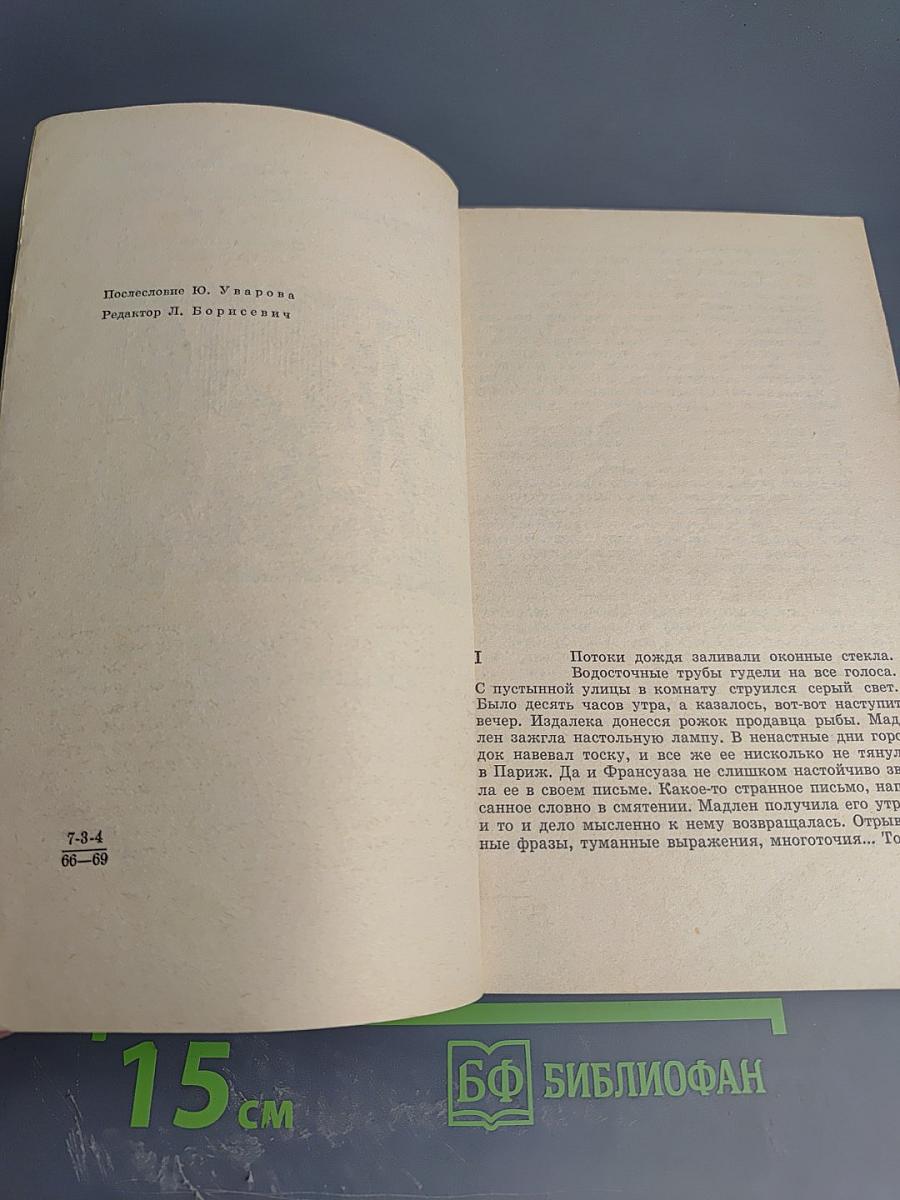 Послесловие Ю. Уварова
Редактор Л. Борисевич
7-3-4
66—69
I Потоки дождя заливали оконные стекла.
Водосточные трубы гудели на все голоса.
С пустынной улицы в комнату струился серый свет.
Было десять часов утра, а казалось, вот-вот наступит
вечер. Издалека донесся рожок продавца рыбы. Мад
лен зажгла настольную лампу. В ненастные дни горо
док навевал тоску, и все же ее нисколько не тянул
в Париж. Да и Франсуаза не слишком настойчиво зв
ла ее в своем письме. Какое-то странное письмо, нап
санное словно в смятении. Мадлен получила его утр
и то и дело мысленно к нему возвращалась. Отрыв
ные фразы, туманные выражения, многоточия... То
15 см
БФ БИБЛИОФАН